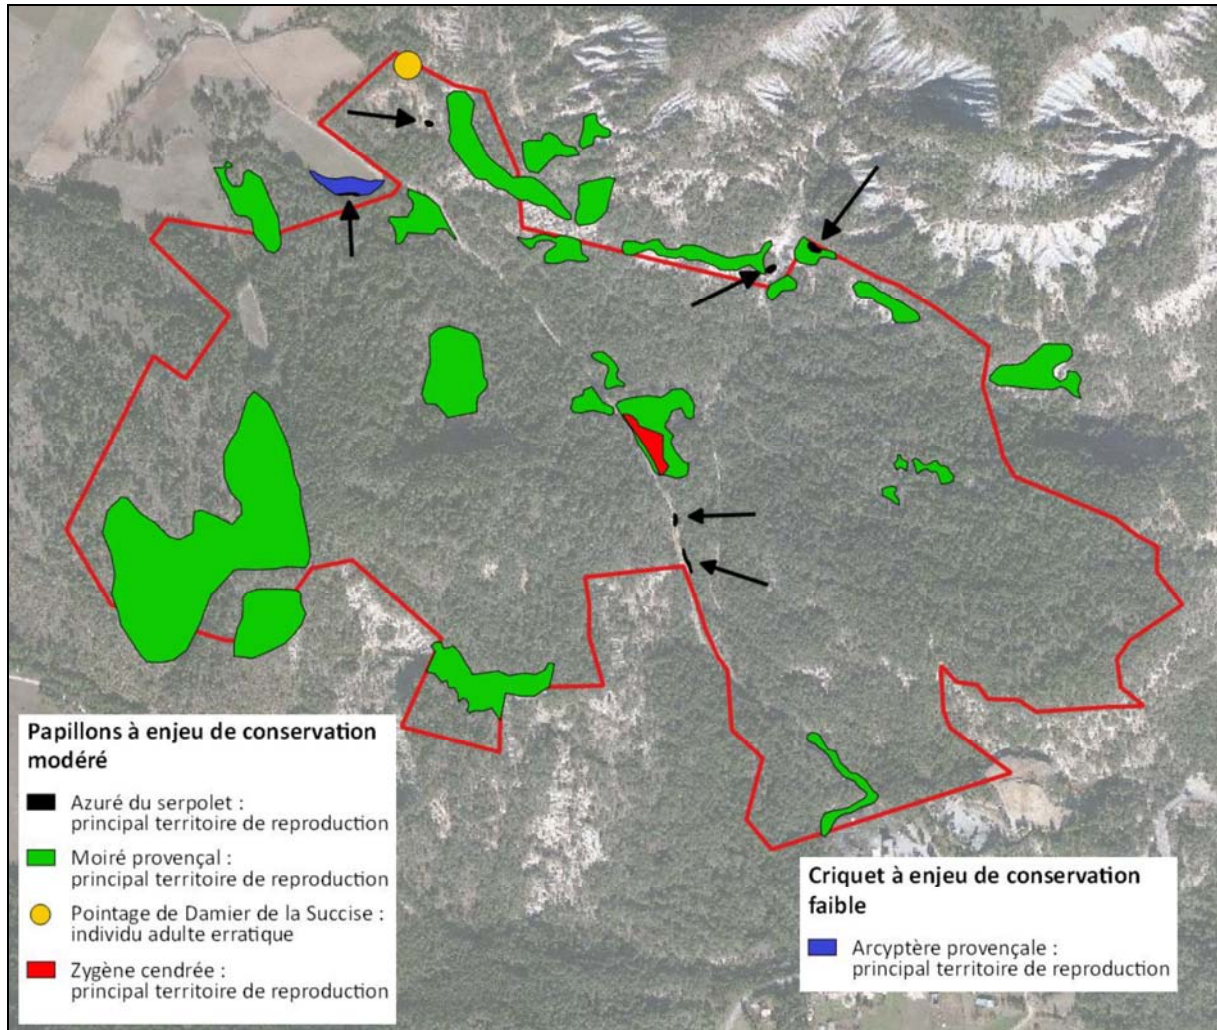 Papillons à enjeu de conservation
modéré
Azuré du serpolet :
principal territoire de reproduction
Moiré provençal :
principal territoire de reproduction
Pointage de Damier de la Succise :
individu adulte erratique
Zygène cendrée :
principal territoire de reproduction
Criquet à enjeu de conservation
faible
Arcyptère provençale :
principal territoire de reproduction